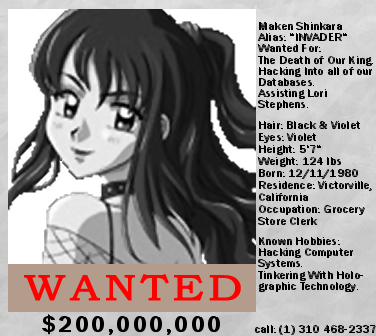 Maken Shinkara
Alias: "INVADER"
Wanted For:
The Death of Our King
Hacking Into all of our
Databases.
Assisting Lori
Stephens.
Hair: Black & Violet
Eyes: Violet
Height: 5'7"
Weight: 124 lbs
Born: 12/11/1980
Residence: Victorville,
California
Occupation: Grocery
Store Clerk
Known Hobbies:
Hacking Computer
Systems.
Tinkering With Holo-
graphic Technology.
WANTED
$200,000,000
call: (1) 310 468-2337